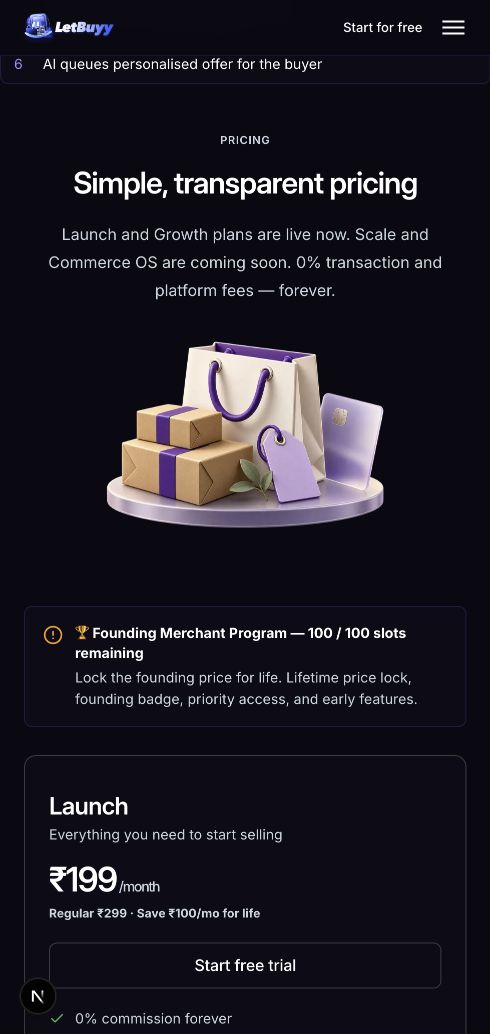 LetBuyy
Start for free
6 AI queues personalised offer for the buyer
PRICING
Simple, transparent pricing
Launch and Growth plans are live now. Scale and
Commerce OS are coming soon. 0% transaction and
platform fees — forever.
🏆 Founding Merchant Program — 100 / 100 slots
remaining
Lock the founding price for life. Lifetime price lock,
founding badge, priority access, and early features.
Launch
Everything you need to start selling
₹199/month
Regular ₹299 · Save ₹100/mo for life
Start free trial
N
0% commission forever